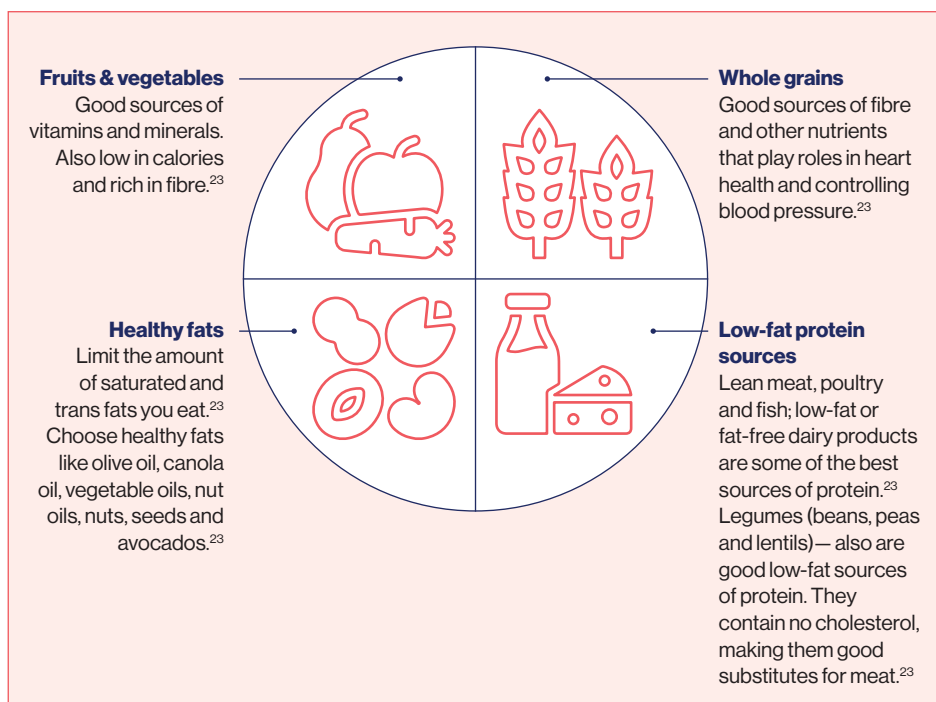 Fruits & vegetables
Good sources of
vitamins and minerals.
Also low in calories
and rich in fibre.²³
Whole grains
Good sources of fibre
and other nutrients
that play roles in heart
health and controlling
blood pressure.²³
Healthy fats
Limit the amount
of saturated and
trans fats you eat.²³
Choose healthy fats
like olive oil, canola
oil, vegetable oils, nut
oils, nuts, seeds and
avocados.²³
Low-fat protein
sources
Lean meat, poultry
and fish; low-fat or
fat-free dairy products
are some of the best
sources of protein.²³
Legumes (beans, peas
and lentils)— also are
good low-fat sources
of protein. They
contain no cholesterol,
making them good
substitutes for meat.²³